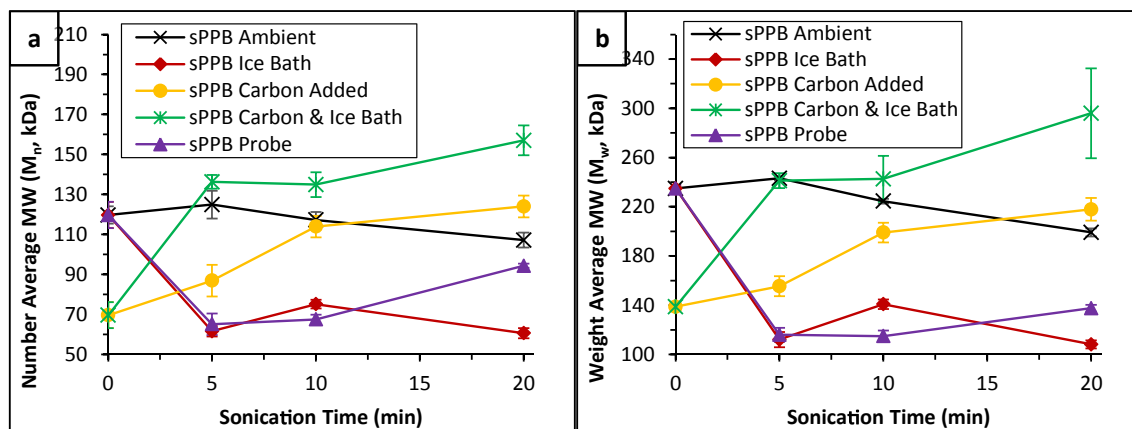 a
210
190
170
150
130
110
90
70
50
Number Average MW (Mn, kDa)
sPPB Ambient
sPPB Ice Bath
sPPB Carbon Added
sPPB Carbon & Ice Bath
sPPB Probe
0 5 10 15 20
Sonication Time (min)
b
340
300
260
220
180
140
100
Weight Average MW (Mw, kDa)
sPPB Ambient
sPPB Ice Bath
sPPB Carbon Added
sPPB Carbon & Ice Bath
sPPB Probe
0 5 10 15 20
Sonication Time (min)